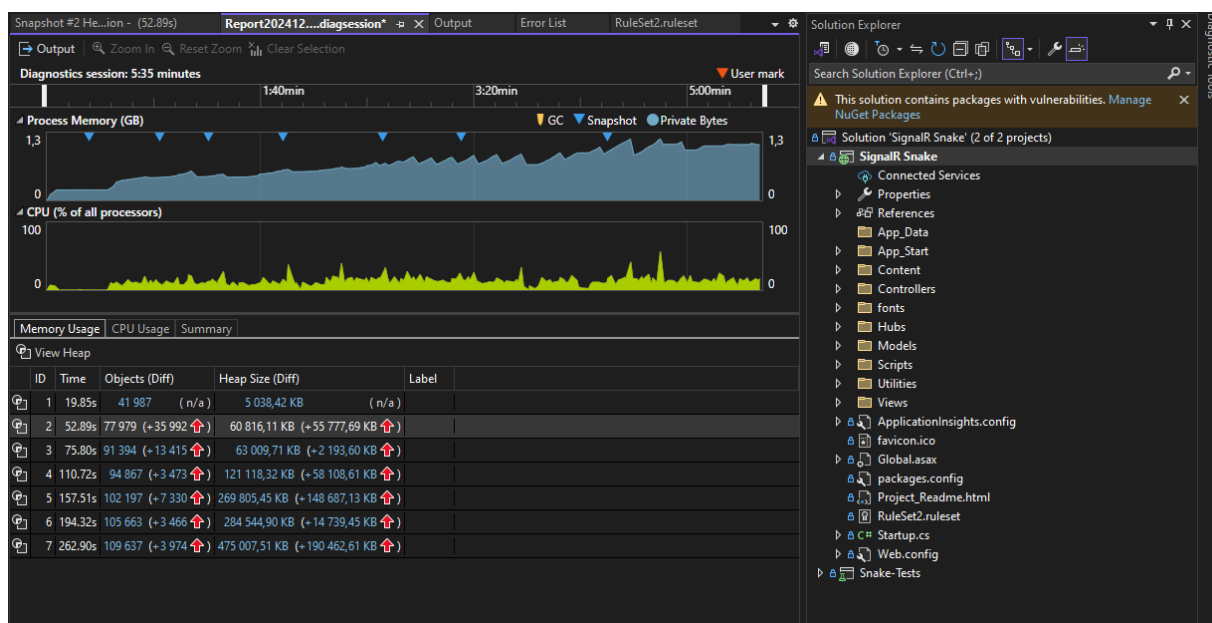 Snapshot #2 He...ion - (52.89s) Report202412....diagsession* Output Error List RuleSet2.ruleset
Output Zoom In Reset Zoom Clear Selection
Diagnostics session: 5:35 minutes
User mark
1:40min 3:20min 5:00min
Process Memory (GB)
GC Snapshot Private Bytes
1,3 1,3
0 0
CPU (% of all processors)
100 100
0 0
Memory Usage CPU Usage Summary
View Heap
ID Time Objects (Diff) Heap Size (Diff) Label
1 19.85s 41 987 (n/a) 5 038,42 KB (n/a)
2 52.89s 77 979 (+35 992) 60 816,11 KB (+55 777,69 KB)
3 75.80s 91 394 (+13 415) 63 009,71 KB (+2 193,60 KB)
4 110.72s 94 867 (+3 473) 121 118,32 KB (+58 108,61 KB)
5 157.51s 102 197 (+7 330) 269 805,45 KB (+148 687,13 KB)
6 194.32s 105 663 (+3 466) 284 544,90 KB (+14 739,45 KB)
7 262.90s 109 637 (+3 974) 475 007,51 KB (+190 462,61 KB)
Solution Explorer
Search Solution Explorer (Ctrl+;)
This solution contains packages with vulnerabilities. Manage
NuGet Packages
Solution 'SignalR Snake' (2 of 2 projects)
SignalR Snake
Connected Services
Properties
References
App_Data
App_Start
Content
Controllers
fonts
Hubs
Models
Scripts
Utilities
Views
ApplicationInsights.config
favicon.ico
Global.asax
packages.config
Project_Readme.html
RuleSet2.ruleset
C# Startup.cs
Web.config
Snake-Tests
Diagnostic Tools